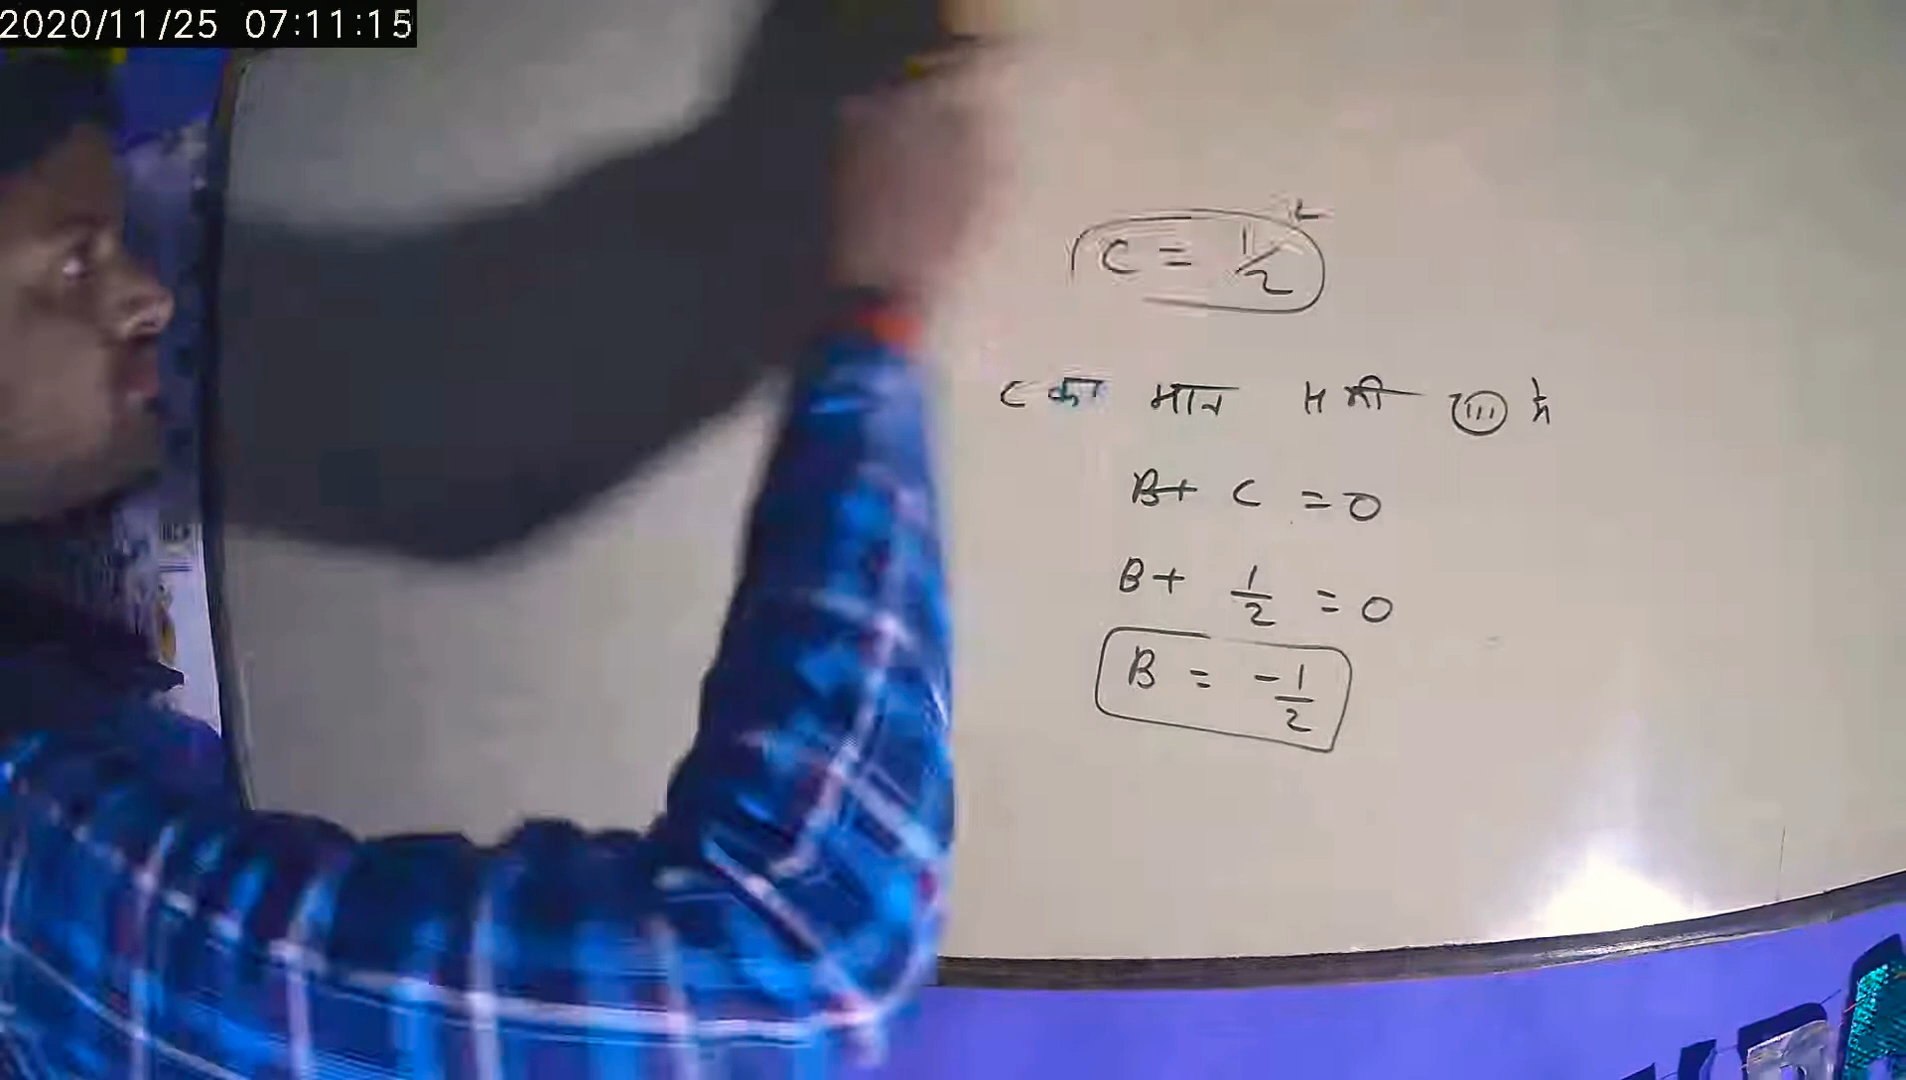 2020/11/25 07:11:15
C = 1/2
C का मान समी (iii) में
B + C = 0
B + 1/2 = 0
B = -1/2